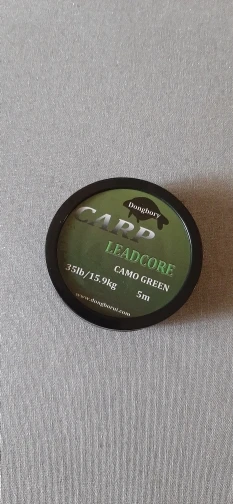 Donghory
CARP
LEADCORE
CAMO GREEN
35lb/15.9kg
5m